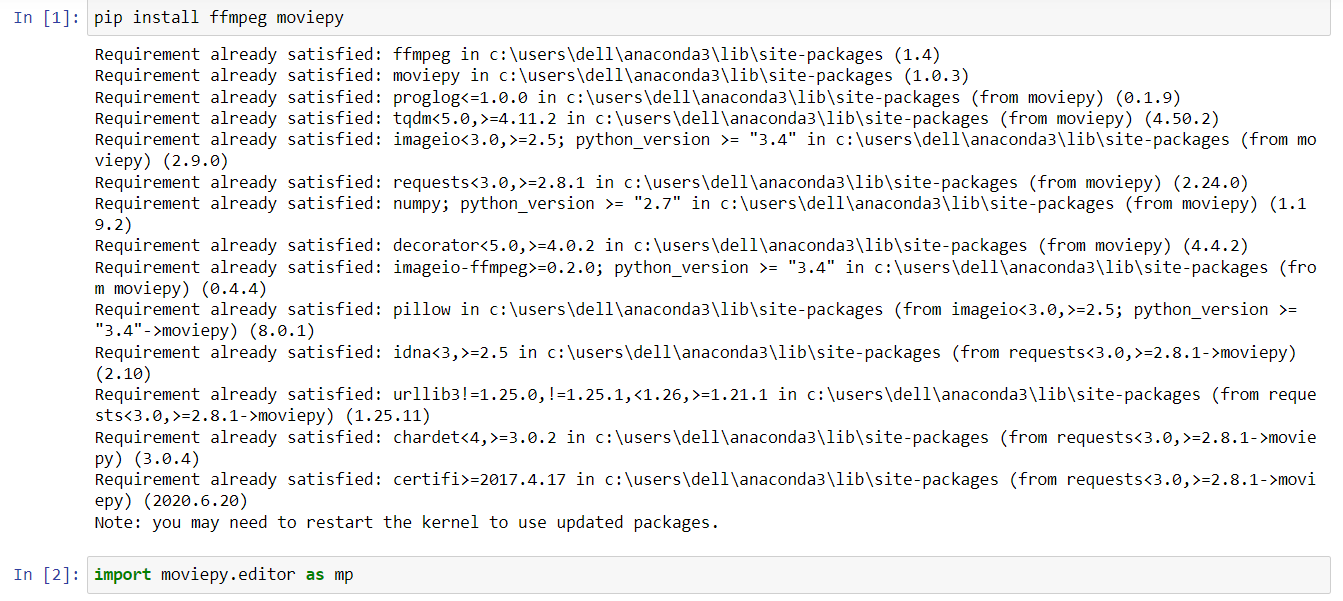 In [1]: pip install ffmpeg moviepy
Requirement already satisfied: ffmpeg in c:\users\dell\anaconda3\lib\site-packages (1.4)
Requirement already satisfied: moviepy in c:\users\dell\anaconda3\lib\site-packages (1.0.3)
Requirement already satisfied: proglog<=1.0.0 in c:\users\dell\anaconda3\lib\site-packages (from moviepy) (0.1.9)
Requirement already satisfied: tqdm<5.0,>=4.11.2 in c:\users\dell\anaconda3\lib\site-packages (from moviepy) (4.50.2)
Requirement already satisfied: imageio<3.0,>=2.5; python_version >= "3.4" in c:\users\dell\anaconda3\lib\site-packages (from mo
viepy) (2.9.0)
Requirement already satisfied: requests<3.0,>=2.8.1 in c:\users\dell\anaconda3\lib\site-packages (from moviepy) (2.24.0)
Requirement already satisfied: numpy; python_version >= "2.7" in c:\users\dell\anaconda3\lib\site-packages (from moviepy) (1.1
9.2)
Requirement already satisfied: decorator<5.0,>=4.0.2 in c:\users\dell\anaconda3\lib\site-packages (from moviepy) (4.4.2)
Requirement already satisfied: imageio-ffmpeg>=0.2.0; python_version >= "3.4" in c:\users\dell\anaconda3\lib\site-packages (fro
m moviepy) (0.4.4)
Requirement already satisfied: pillow in c:\users\dell\anaconda3\lib\site-packages (from imageio<3.0,>=2.5; python_version >=
"3.4"->moviepy) (8.0.1)
Requirement already satisfied: idna<3,>=2.5 in c:\users\dell\anaconda3\lib\site-packages (from requests<3.0,>=2.8.1->moviepy)
(2.10)
Requirement already satisfied: urllib3!=1.25.0,!=1.25.1,<1.26,>=1.21.1 in c:\users\dell\anaconda3\lib\site-packages (from reque
sts<3.0,>=2.8.1->moviepy) (1.25.11)
Requirement already satisfied: chardet<4,>=3.0.2 in c:\users\dell\anaconda3\lib\site-packages (from requests<3.0,>=2.8.1->movie
py) (3.0.4)
Requirement already satisfied: certifi>=2017.4.17 in c:\users\dell\anaconda3\lib\site-packages (from requests<3.0,>=2.8.1->movi
epy) (2020.6.20)
Note: you may need to restart the kernel to use updated packages.
In [2]: import moviepy.editor as mp